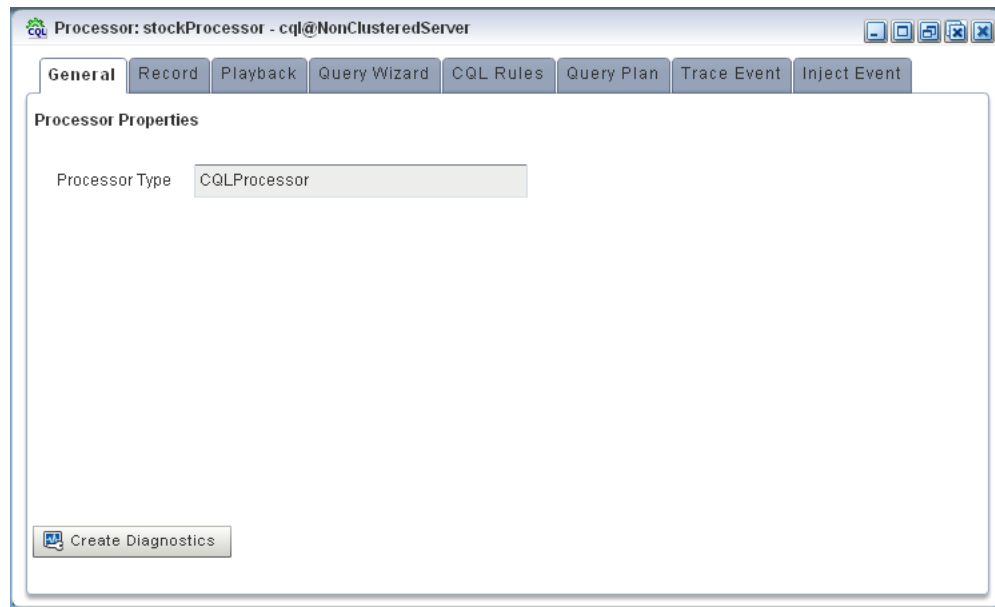 CQL Processor: stockProcessor - cql@NonClusteredServer
General Record Playback Query Wizard CQL Rules Query Plan Trace Event Inject Event
Processor Properties
Processor Type CQLProcessor
Create Diagnostics